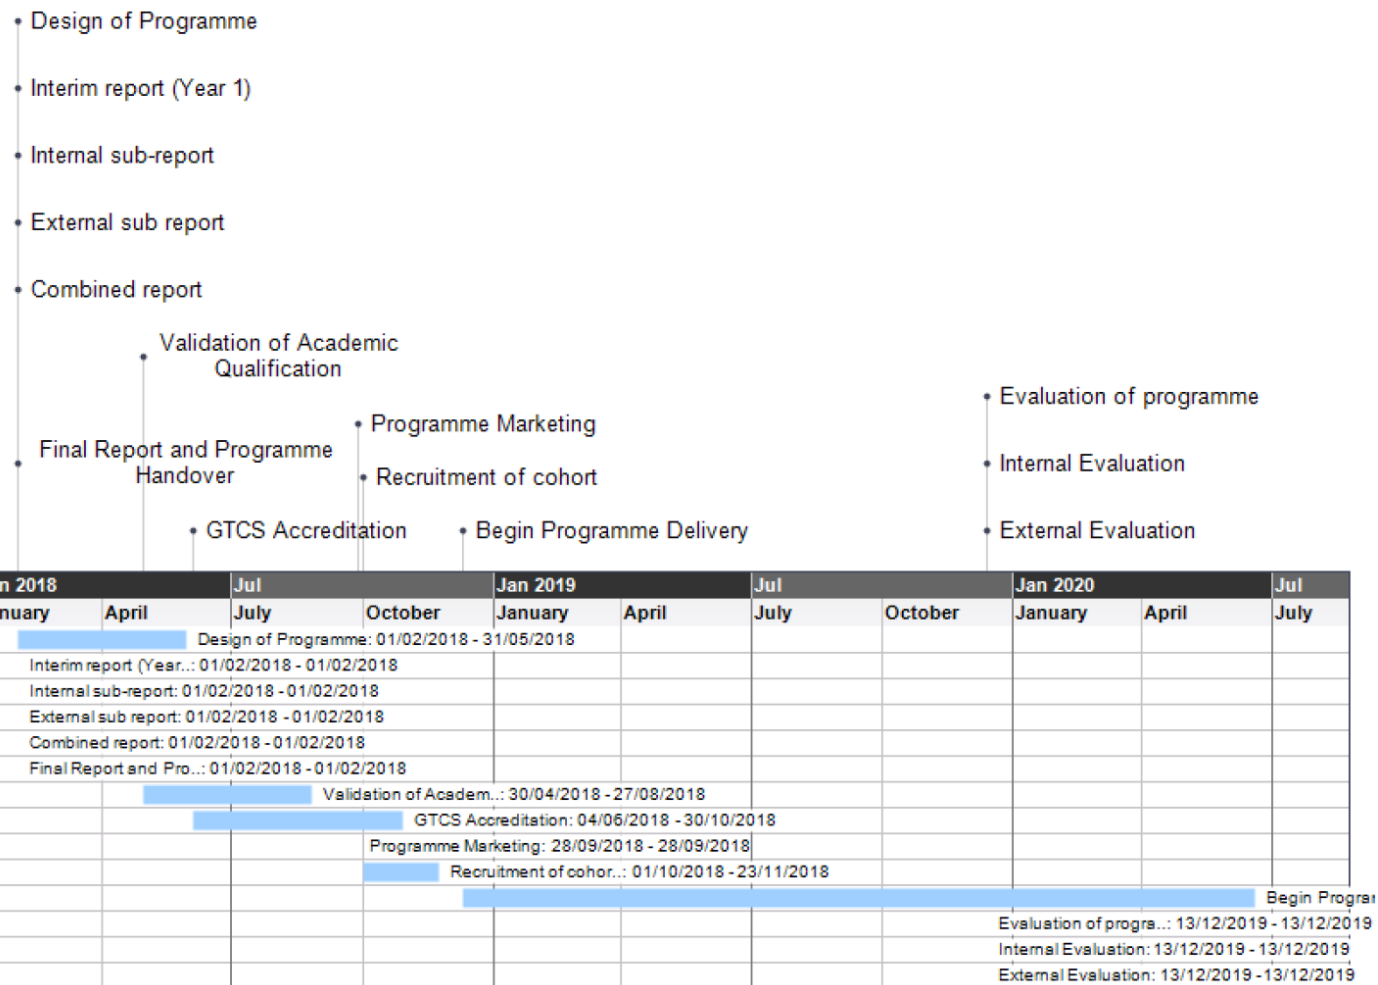 Design of Programme
Interim report (Year 1)
Internal sub-report
External sub report
Combined report
Validation of Academic
Qualification
Evaluation of programme
Programme Marketing
Final Report and Programme
Handover
Internal Evaluation
Recruitment of cohort
GTCS Accreditation
Begin Programme Delivery
External Evaluation
n 2018 Jul Jan 2019 Jul Jan 2020 Jul
nuary April July October January April July October January April July
Design of Programme: 01/02/2018 - 31/05/2018
Interim report (Year..: 01/02/2018 - 01/02/2018
Internal sub-report: 01/02/2018 - 01/02/2018
External sub report: 01/02/2018 - 01/02/2018
Combined report: 01/02/2018 - 01/02/2018
Final Report and Pro..: 01/02/2018 - 01/02/2018
Validation of Academ..: 30/04/2018 - 27/08/2018
GTCS Accreditation: 04/06/2018 - 30/10/2018
Programme Marketing: 28/09/2018 - 28/09/2018
Recruitment of cohor..: 01/10/2018 - 23/11/2018
Begin Progra
Evaluation of progra..: 13/12/2019 - 13/12/2019
Internal Evaluation: 13/12/2019 - 13/12/2019
External Evaluation: 13/12/2019 - 13/12/2019